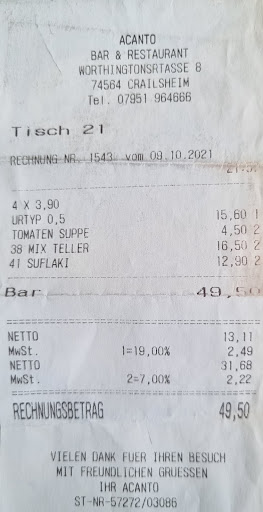 ACANTO
BAR & RESTAURANT
WORTHINGTONSRTASSE 8
74564 CRAILSHEIM
Tel. 07951 964666
Tisch 21
RECHNUNG NR. 1543 vom 09.10.2021
4 X 3,90
URTYP 0,5 15,60 1
TOMATEN SUPPE 4,50 2
38 MIX TELLER 16,50 2
41 SUFLAKI 12,90 2
Bar 49,50
NETTO 13,11
MwSt. 1=19,00% 2,49
NETTO 31,68
MwSt. 2=7,00% 2,22
RECHNUNGSBETRAG 49,50
VIELEN DANK FUER IHREN BESUCH
MIT FREUNDLICHEN GRUESSEN
IHR ACANTO
ST-NR-57272/03086